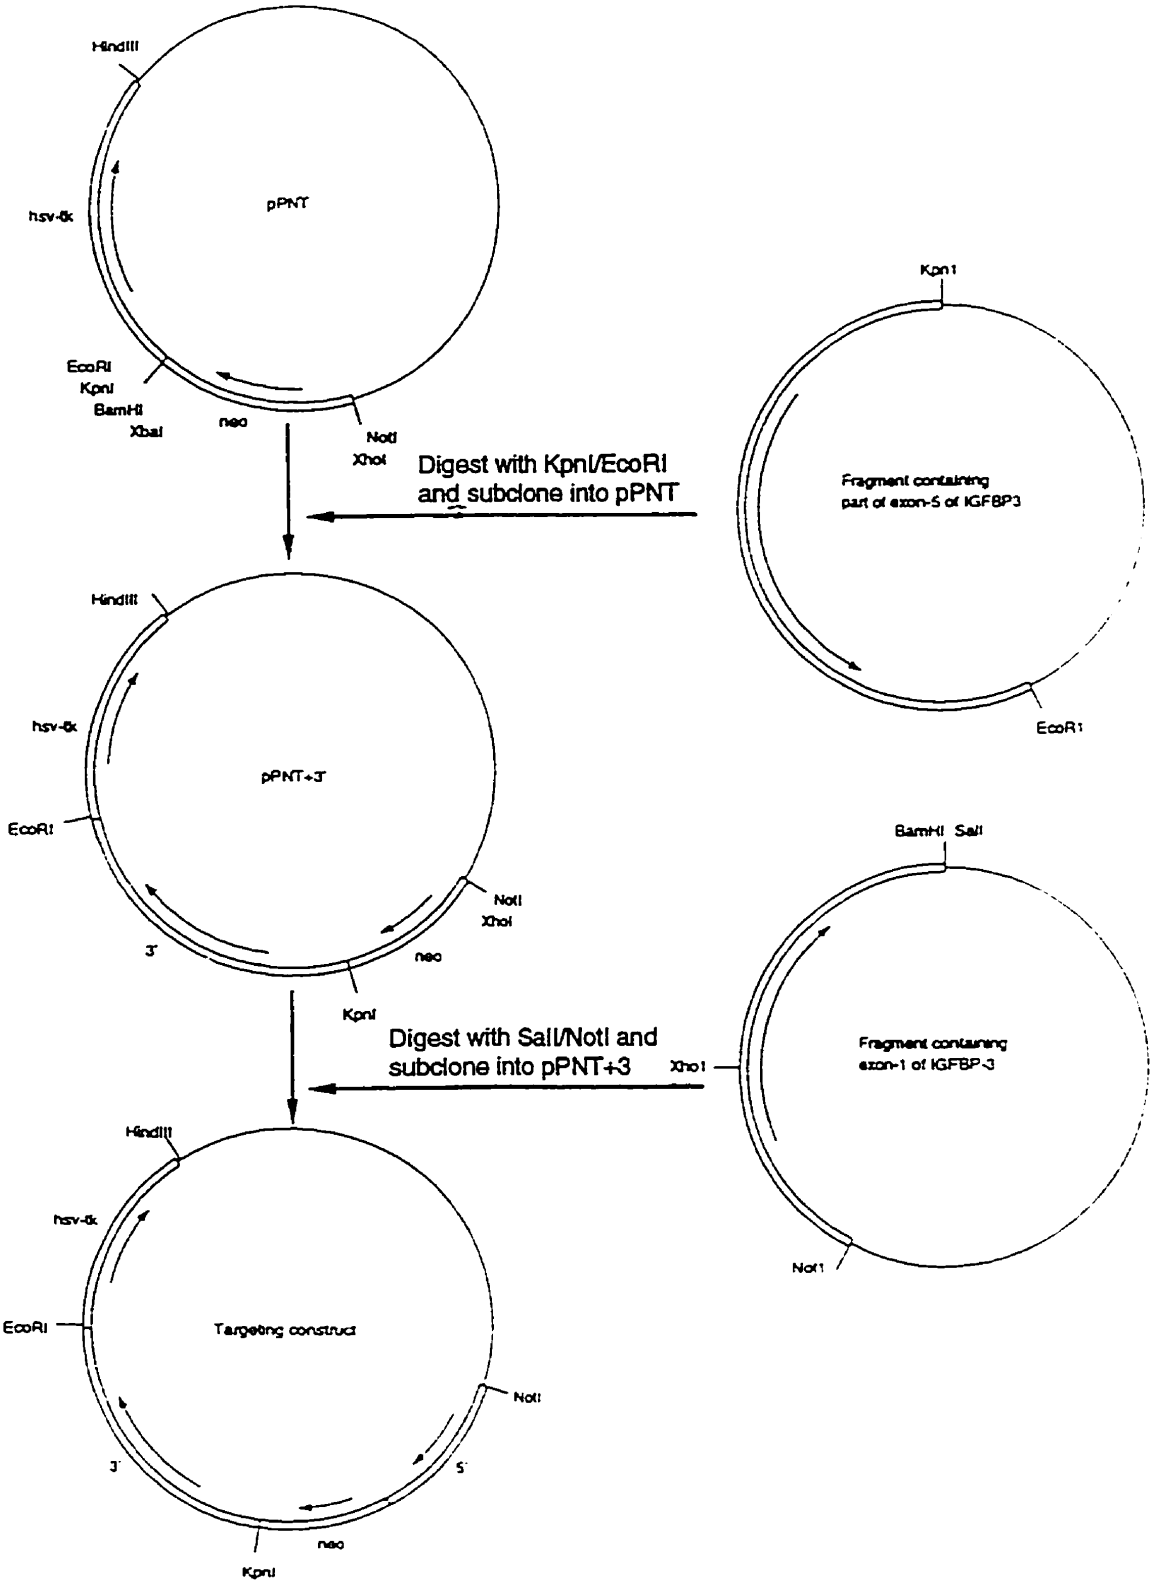 HindIII
pPNT
hsv-tk
EcoRI
KpnI
BamHI
XbaI
neo
NotI
XhoI
Kpn1
Fragment containing
part of exon-5 of IGFBP3
EcoR1
Digest with KpnI/EcoRI
and subclone into pPNT
HindIII
hsv-tk
pPNT+3'
EcoRI
NotI
XhoI
3'
neo
KpnI
BamHI SalI
Fragment containing
exon-1 of IGFBP-3
Xho1
Not1
Digest with SalI/NotI and
subclone into pPNT+3
HindIII
hsv-tk
EcoRI
Targeting construct
NotI
3'
5'
neo
KpnI